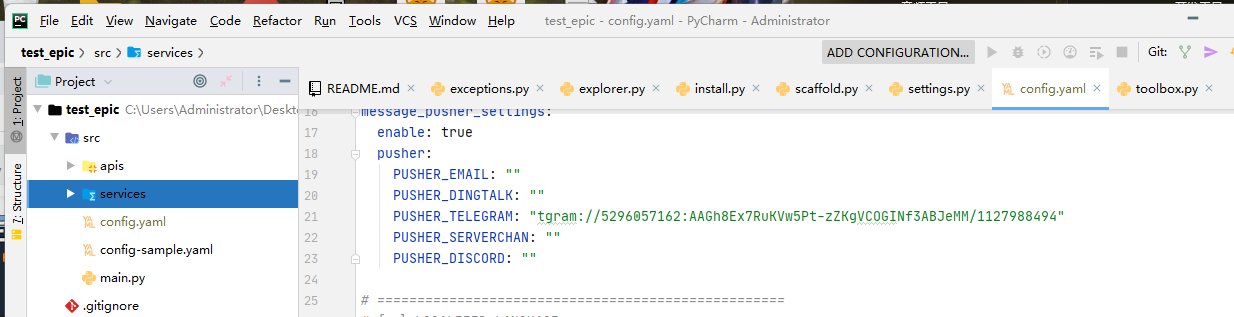 File Edit View Navigate Code Refactor Run Tools VCS Window Help test_epic - config.yaml - PyCharm - Administrator
test_epic src services ADD CONFIGURATION... Git:
Project README.md exceptions.py explorer.py install.py scaffold.py settings.py config.yaml toolbox.py
1: Project
7: Structure
test_epic C:\Users\Administrator\Deskto
src
apis
services
config.yaml
config-sample.yaml
main.py
.gitignore
16 message_pusher_settings:
17 enable: true
18 pusher:
19 PUSHER_EMAIL: ""
20 PUSHER_DINGTALK: ""
21 PUSHER_TELEGRAM: "tgram://5296057162:AAGh8Ex7RuKVw5Pt-zZKgVCOGINf3ABJeMM/1127988494"
22 PUSHER_SERVERCHAN: ""
23 PUSHER_DISCORD: ""
24
25 # ===================================================